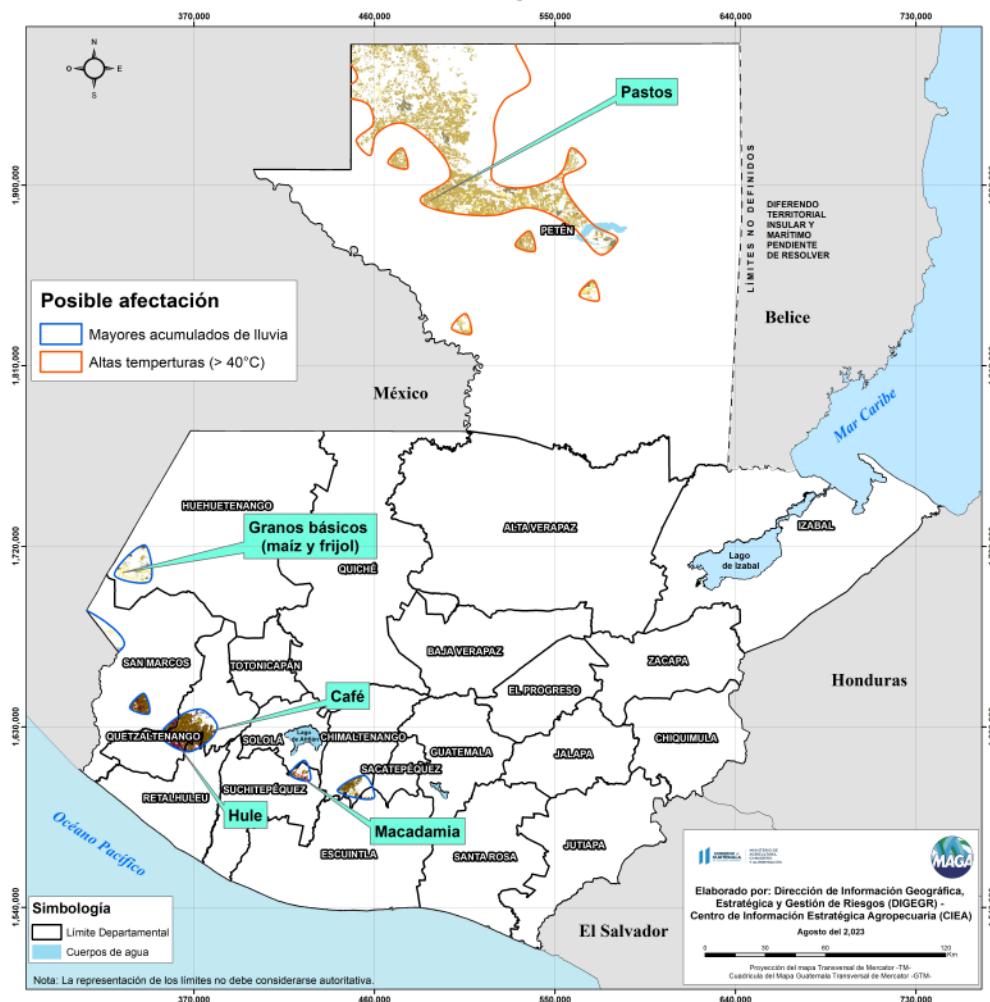 370,000
460,000
550,000
640,000
730,000
N
O
E
S
Pastos
1,900,000
LÍMITES NO DEFINIDOS
DIFERENDO
TERRITORIAL
INSULAR Y
MARÍTIMO
PENDIENTE
DE RESOLVER
PETÉN
Posible afectación
Mayores acumulados de lluvia
Altas temperturas (> 40°C)
Belice
1,810,000
México
Mar Caribe
HUEHUETENANGO
Granos básicos
(maíz y frijol)
ALTA VERAPAZ
IZABAL
1,720,000
Lago
de Izabal
QUICHÉ
BAJA VERAPAZ
SAN MARCOS
TOTONICAPÁN
ZACAPA
EL PROGRESO
Honduras
Café
1,630,000
QUETZALTENANGO
SOLOLÁ
Lago
de Atitlán
CHIMALTENANGO
GUATEMALA
JALAPA
CHIQUIMULA
SACATEPÉQUEZ
RETALHULEU
SUCHITEPÉQUEZ
Hule
Macadamia
Océano Pacífico
ESCUINTLA
SANTA ROSA
JUTIAPA
GOBIERNO de
GUATEMALA
MINISTERIO DE
AGRICULTURA,
GANADERÍA
Y ALIMENTACIÓN
MAGA
Elaborado por: Dirección de Información Geográfica,
Estratégica y Gestión de Riesgos (DIGEGR) -
Centro de Información Estratégica Agropecuaria (CIEA)
Agosto del 2,023
0 30 60 120
Km
Proyección del mapa Transversal de Mercator -TM-
Cuadrícula del Mapa Guatemala Transversal de Mercator -GTM-
1,540,000
Simbología
Límite Departamental
Cuerpos de agua
El Salvador
Nota: La representación de los límites no debe considerarse autoritativa.
370,000
460,000
550,000
640,000
730,000